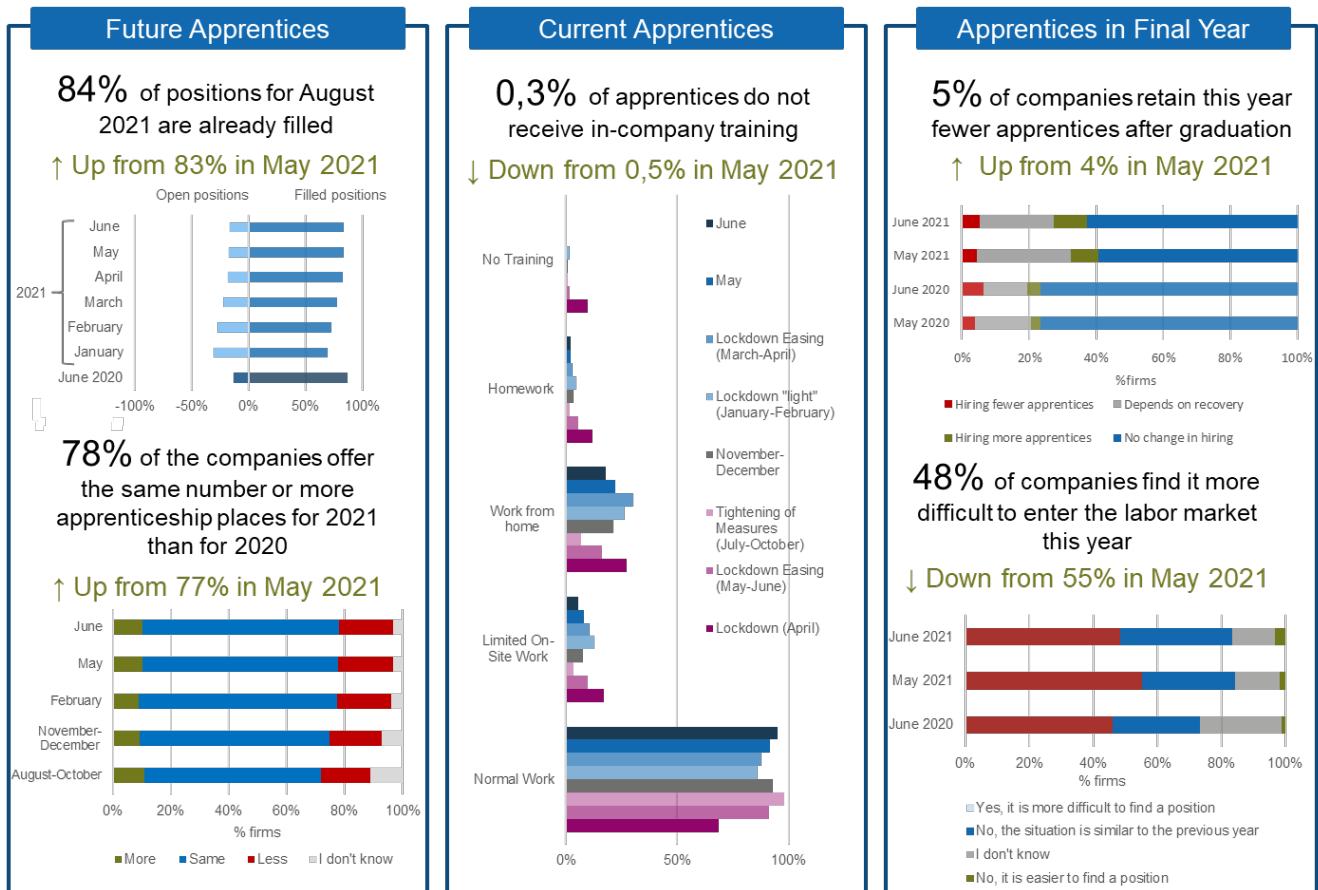 Future Apprentices
84% of positions for August
2021 are already filled
↑ Up from 83% in May 2021
Open positions
Filled positions
June
May
April
2021
March
February
January
June 2020
-100%
-50%
0%
50%
100%
78% of the companies offer
the same number or more
apprenticeship places for 2021
than for 2020
↑ Up from 77% in May 2021
June
May
February
November-
December
August-October
0%
20%
40%
60%
80%
100%
% firms
More
Same
Less
I don't know
Current Apprentices
0,3% of apprentices do not
receive in-company training
↓ Down from 0,5% in May 2021
No Training
Homework
Work from
home
Limited On-
Site Work
Normal Work
0%
50%
100%
June
May
Lockdown Easing
(March-April)
Lockdown "light"
(January-February)
November-
December
Tightening of
Measures
(July-October)
Lockdown Easing
(May-June)
Lockdown (April)
Apprentices in Final Year
5% of companies retain this year
fewer apprentices after graduation
↑ Up from 4% in May 2021
June 2021
May 2021
June 2020
May 2020
0%
20%
40%
60%
80%
100%
%firms
Hiring fewer apprentices
Depends on recovery
Hiring more apprentices
No change in hiring
48% of companies find it more
difficult to enter the labor market
this year
↓ Down from 55% in May 2021
June 2021
May 2021
June 2020
0%
20%
40%
60%
80%
100%
% firms
Yes, it is more difficult to find a position
No, the situation is similar to the previous year
I don't know
No, it is easier to find a position